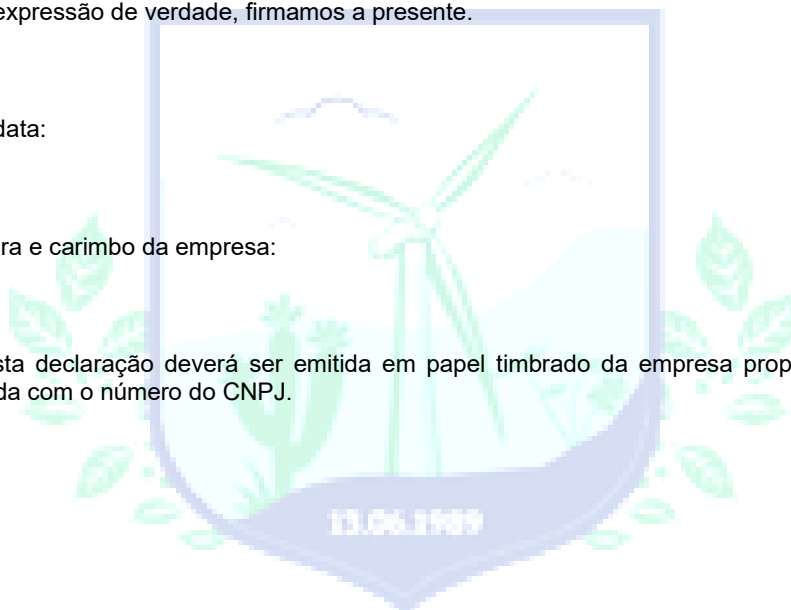 expressão de verdade, firmamos a presente.
data:
ra e carimbo da empresa:
sta declaração deverá ser emitida em papel timbrado da empresa prop
da com o número do CNPJ.
13.06.1989